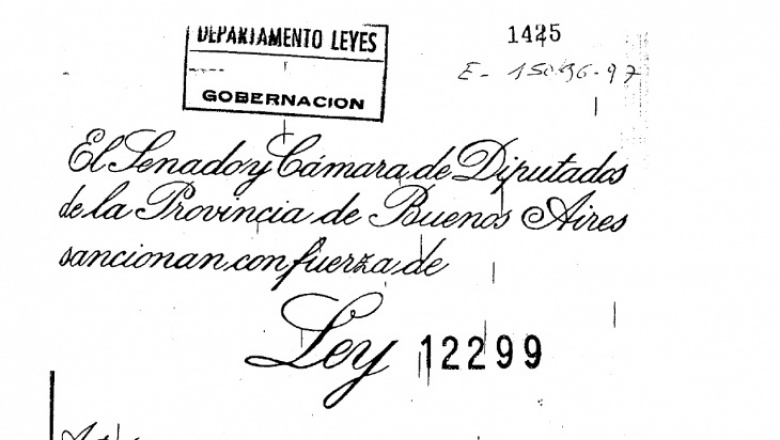 DEPARTAMENTO LEYES
GOBERNACION
1425
E- 15096-97
El Senado y Cámara de Diputados
de la Provincia de Buenos Aires
sancionan con fuerza de
Ley 12299